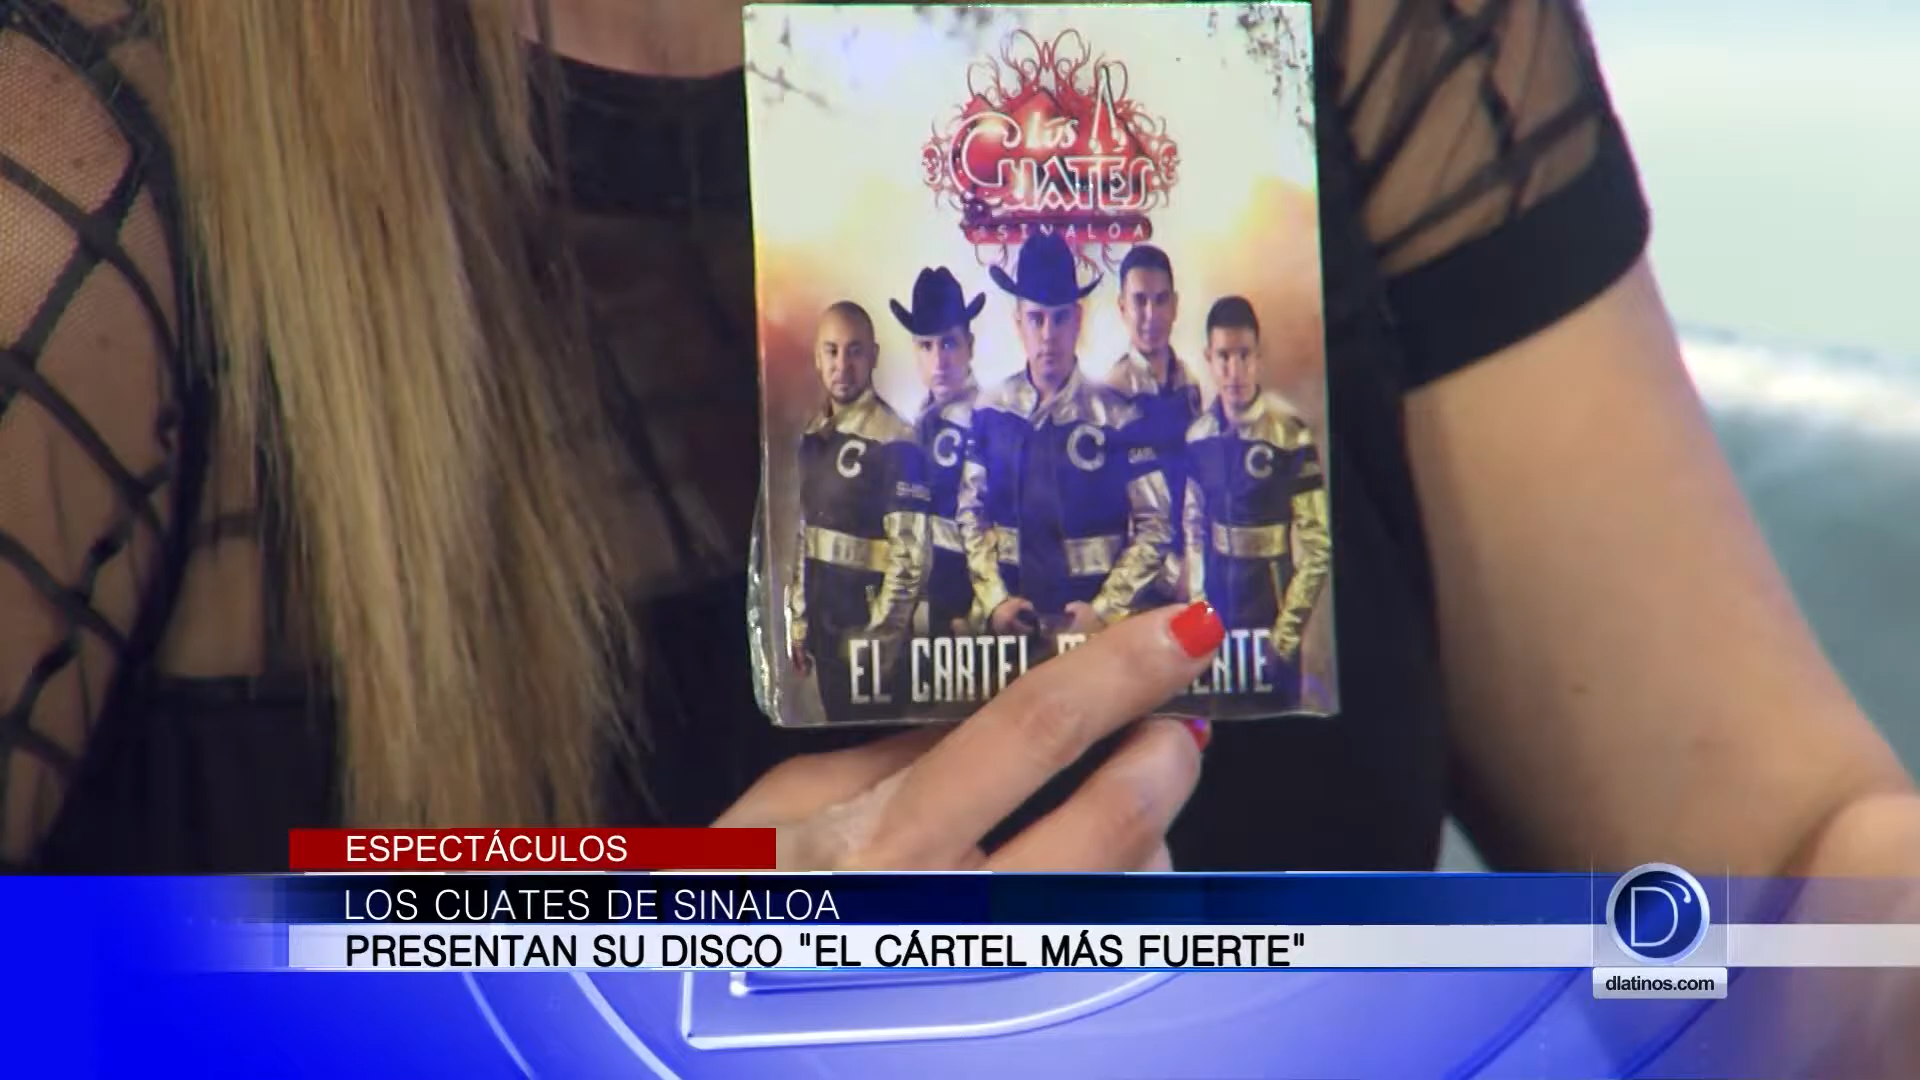 Los
CUATES
DE SINALOA
C
C
C
C
EL CARTEL
ESPECTÁCULOS
LOS CUATES DE SINALOA
PRESENTAN SU DISCO "EL CÁRTEL MÁS FUERTE"
D
dlatinos.com